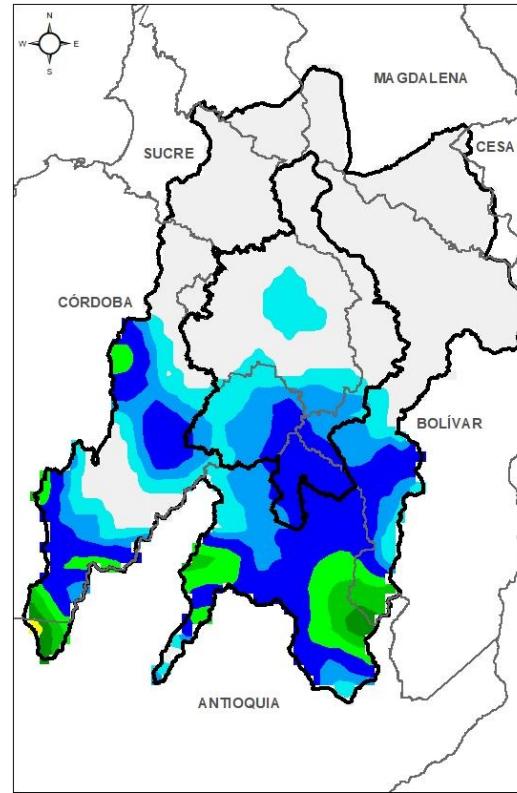 N
W E
S
MAGDALENA
SUCRE
CESA
CÓRDOBA
BOLÍVAR
ANTIOQUIA